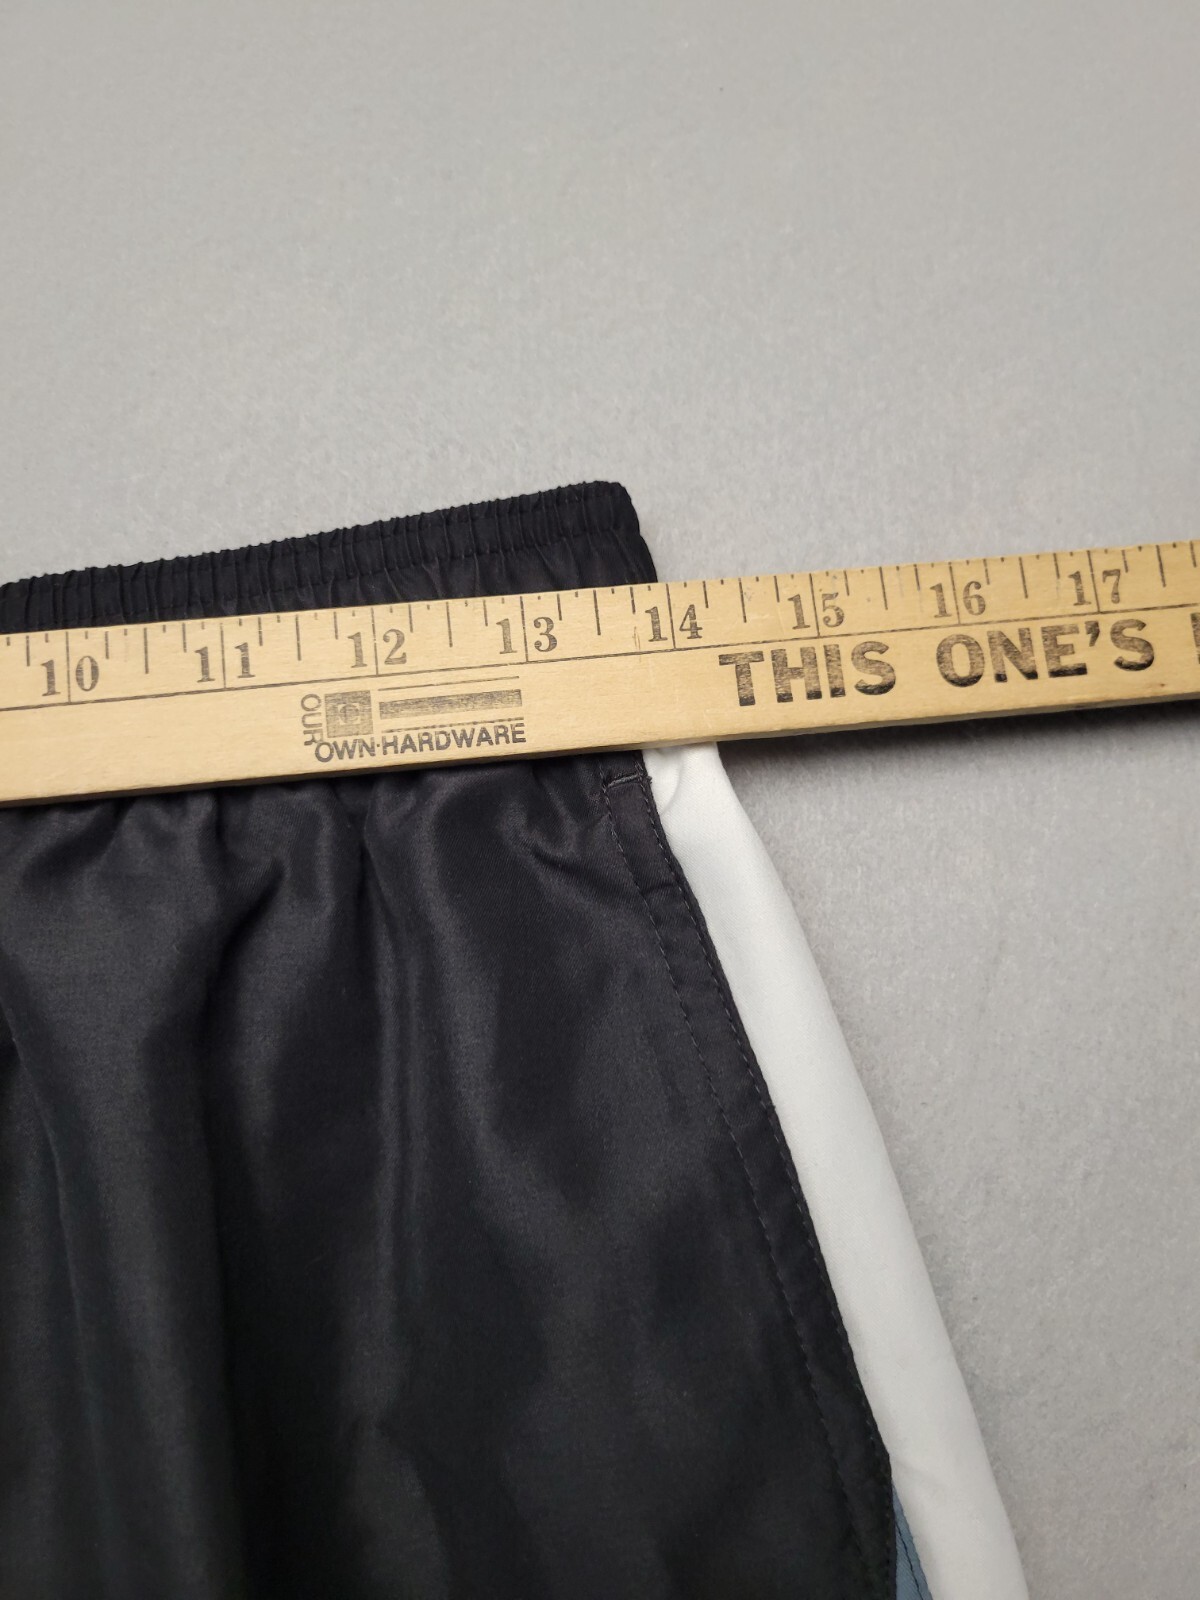 10 11 12 13 14 15 16 17
THIS ONE'S
OUR
OWN·HARDWARE